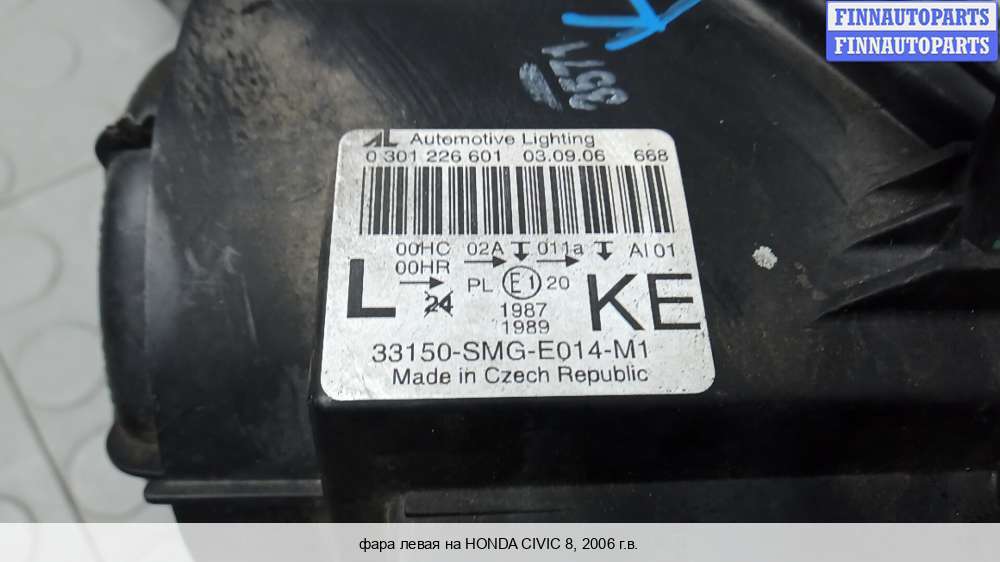 FINNAUTOPARTS
FINNAUTOPARTS
3571
AL Automotive Lighting
0 301 226 601 03.09.06 668
00HC 02A 011a AI 01
00HR
L 24 PL E1 20 KE
1987
1989
33150-SMG-E014-M1
Made in Czech Republic
фара левая на HONDA CIVIC 8, 2006 г.в.